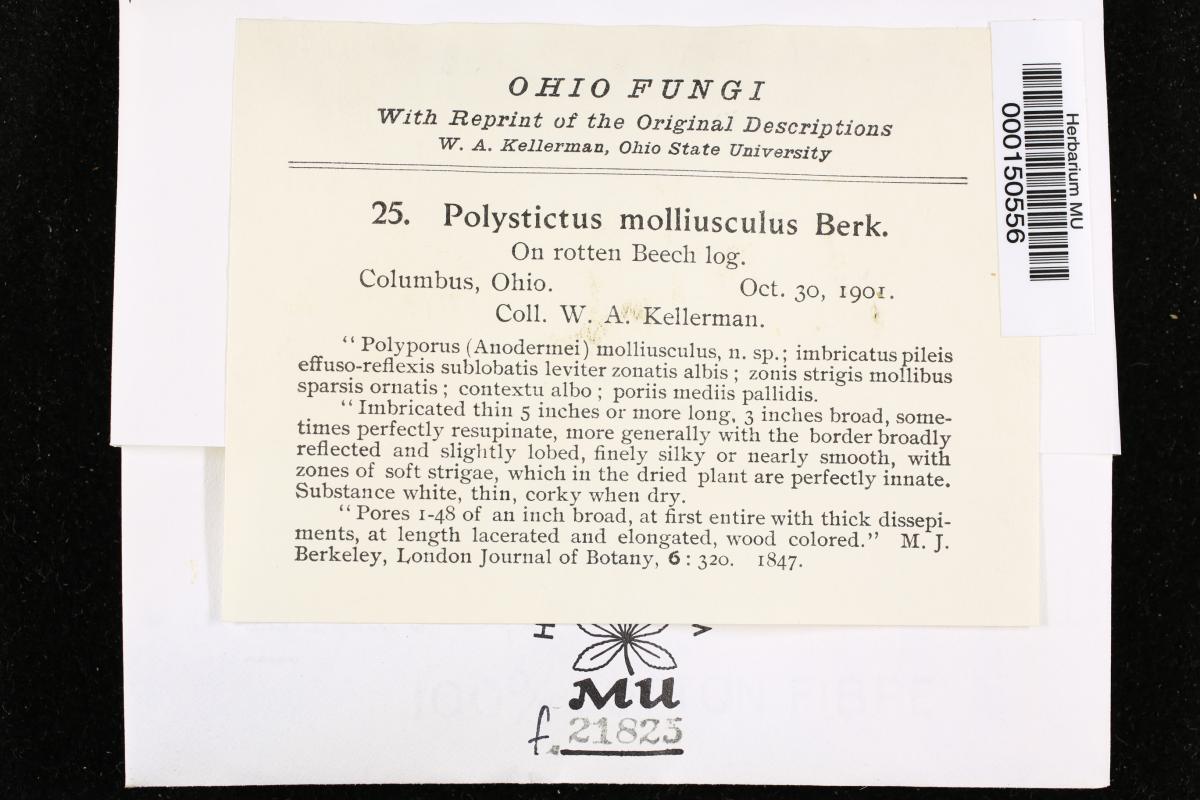 OHIO FUNGI
With Reprint of the Original Descriptions
W. A. Kellerman, Ohio State University
25. Polystictus molliusculus Berk.
On rotten Beech log.
Columbus, Ohio. Oct. 30, 1901.
Coll. W. A. Kellerman.
“Polyporus (Anodermei) molliusculus, n. sp.; imbricatus pileis
effuso-reflexis sublobatis leviter zonatis albis; zonis strigis mollibus
sparsis ornatis; contextu albo; poriis mediis pallidis.
“Imbricated thin 5 inches or more long, 3 inches broad, some-
times perfectly resupinate, more generally with the border broadly
reflected and slightly lobed, finely silky or nearly smooth, with
zones of soft strigae, which in the dried plant are perfectly innate.
Substance white, thin, corky when dry.
“Pores 1-48 of an inch broad, at first entire with thick dissepi-
ments, at length lacerated and elongated, wood colored.” M. J.
Berkeley, London Journal of Botany, 6: 320. 1847.
Herbarium MU
000150556
H V
MU
f. 21825